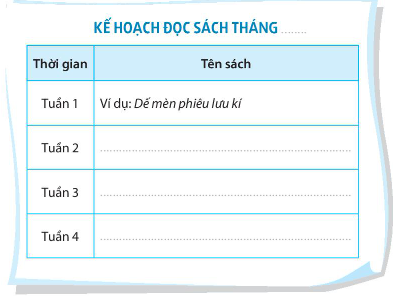 KẾ HOẠCH ĐỌC SÁCH THÁNG ........
Thời gian Tên sách
Tuần 1 Ví dụ: Dế mèn phiêu lưu kí
Tuần 2 ........................................................................
Tuần 3 ........................................................................
Tuần 4 ........................................................................